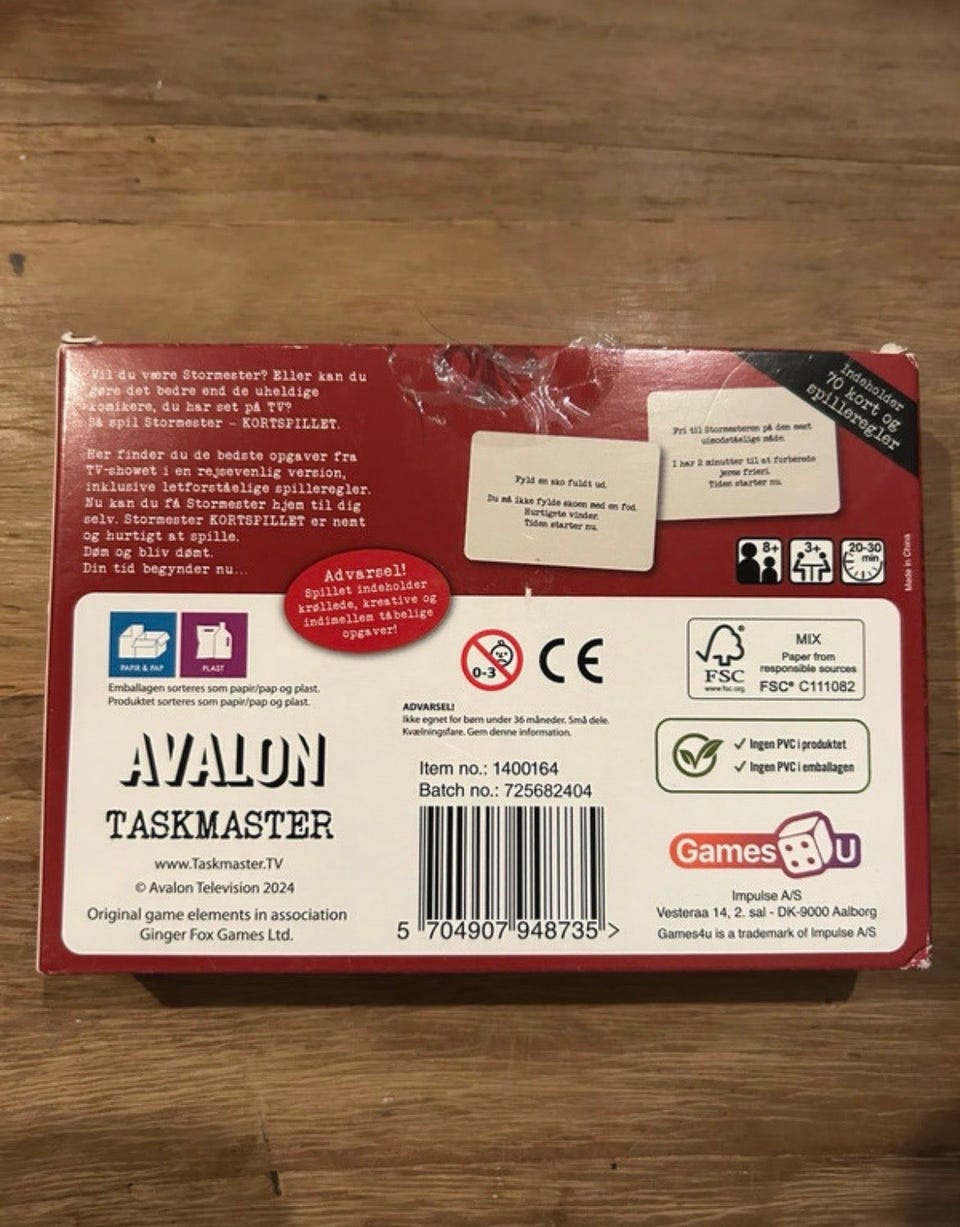 Vil du være Stormester? Eller kan du
gøre det bedre end de uheldige
komikere, du har set på TV?
Så spil Stormester - KORTSPILLET.
Her finder du de bedste opgaver fra
TV-showet i en rejsevenlig version,
inklusive letforståelige spilleregler.
Nu kan du få Stormester hjem til dig
selv. Stormester KORTSPILLET er nemt
og hurtigt at spille.
Døm og bliv dømt.
Din tid begynder nu...
Fyld en sko fuldt ud.
Du må ikke fylde skoen med en fod.
Hurtigste vinder.
Tiden starter nu.
Fri til Stormesteren på den mest
uimodståelige måde.
I har 2 minutter til at forberede
jeres frieri.
Tiden starter nu.
Indeholder
70 kort og
spilleregler
8+
3+
20-30
min
Made in China
Advarsel!
Spillet indeholder
krøllede, kreative og
indimellem tåbelige
opgaver!
PAPIR & PAP
PLAST
Emballagen sorteres som papir/pap og plast.
Produktet sorteres som papir/pap og plast.
AVALON
TASKMASTER
www.Taskmaster.TV
© Avalon Television 2024
Original game elements in association
Ginger Fox Games Ltd.
0-3
CE
ADVARSEL!
Ikke egnet for børn under 36 måneder. Små dele.
Kvælningsfare. Gem denne information.
Item no.: 1400164
Batch no.: 725682404
5 704907 948735 >
FSC
www.fsc.org
MIX
Paper from
responsible sources
FSC® C111082
Ingen PVC i produktet
Ingen PVC i emballagen
Games4U
Impulse A/S
Vesteraa 14, 2. sal - DK-9000 Aalborg
Games4u is a trademark of Impulse A/S